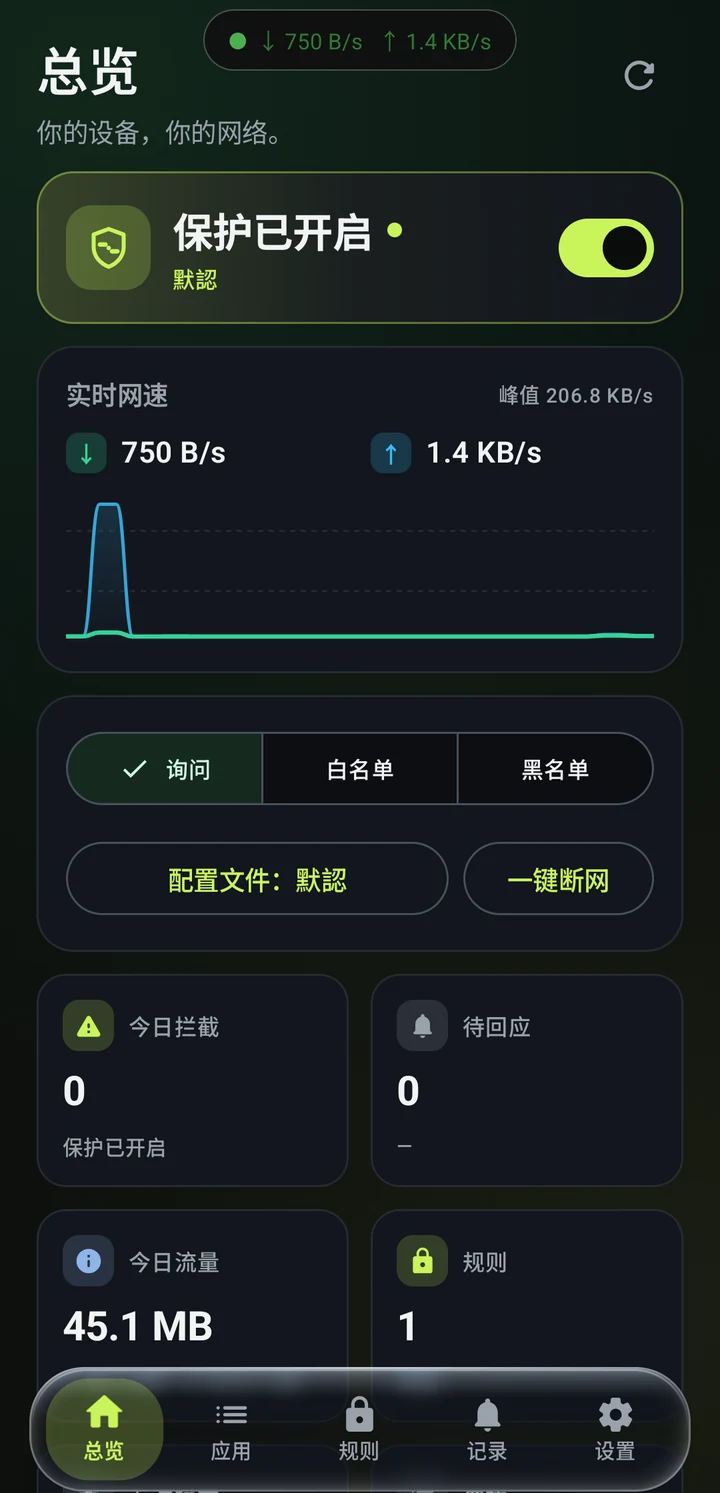 ↓ 750 B/s ↑ 1.4 KB/s
总览
你的设备，你的网络。
保护已开启
默認
实时网速
峰值 206.8 KB/s
↓ 750 B/s
↑ 1.4 KB/s
询问
白名单
黑名单
配置文件：默認
一键断网
今日拦截
0
保护已开启
待回应
0
–
今日流量
45.1 MB
规则
1
总览
应用
规则
记录
设置